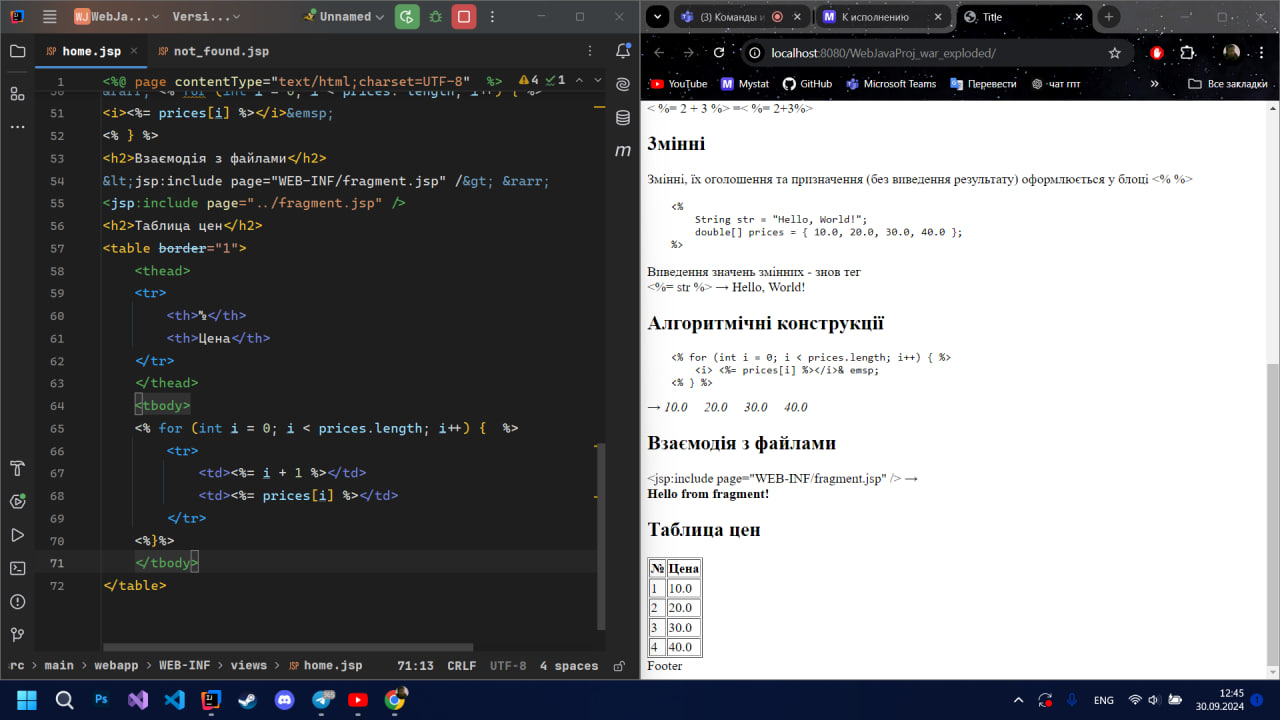 WJ WebJa... Versi... Unnamed
home.jsp not_found.jsp
1 <%@ page contentType="text/html;charset=UTF-8" %> 4 1
50 &rarr; <% for (int i = 0; i < prices. length; i++) { %>
51 <i><%= prices[i] %></i>&emsp;
52 <% } %>
53 <h2>Взаємодія з файлами</h2>
54 &lt;jsp:include page="WEB-INF/fragment.jsp" /&gt; &rarr;
55 <jsp:include page="../fragment.jsp" />
56 <h2>Таблица цен</h2>
57 <table border="1">
58 <thead>
59 <tr>
60 <th>№</th>
61 <th>Цена</th>
62 </tr>
63 </thead>
64 <tbody>
65 <% for (int i = 0; i < prices.length; i++) {  %>
66 <tr>
67 <td><%= i + 1 %></td>
68 <td><%= prices[i] %></td>
69 </tr>
70 <%}%>
71 </tbody>
72 </table>
m
src > main > webapp > WEB-INF > views > home.jsp 71:13 CRLF UTF-8 4 spaces
(3) Команды и К исполнению Title
localhost:8080/WebJavaProj_war_exploded/
YouTube Mystat GitHub Microsoft Teams Перевести чат гпт » Все закладки
< %= 2 + 3 %> =< %= 2+3%>
Змінні
Змінні, їх оголошення та призначення (без виведення результату) оформлюється у блоці <% %>
<%
String str = "Hello, World!";
double[] prices = { 10.0, 20.0, 30.0, 40.0 };
%>
Виведення значень змінних - знов тег
<%= str %> → Hello, World!
Алгоритмічні конструкції
<% for (int i = 0; i < prices.length; i++) { %>
<i> <%= prices[i] %></i>& emsp;
<% } %>
→ 10.0 20.0 30.0 40.0
Взаємодія з файлами
<jsp:include page="WEB-INF/fragment.jsp" /> →
Hello from fragment!
Таблица цен
№ Цена
1 10.0
2 20.0
3 30.0
4 40.0
Footer
Ps 365 ENG 12:45
30.09.2024 1